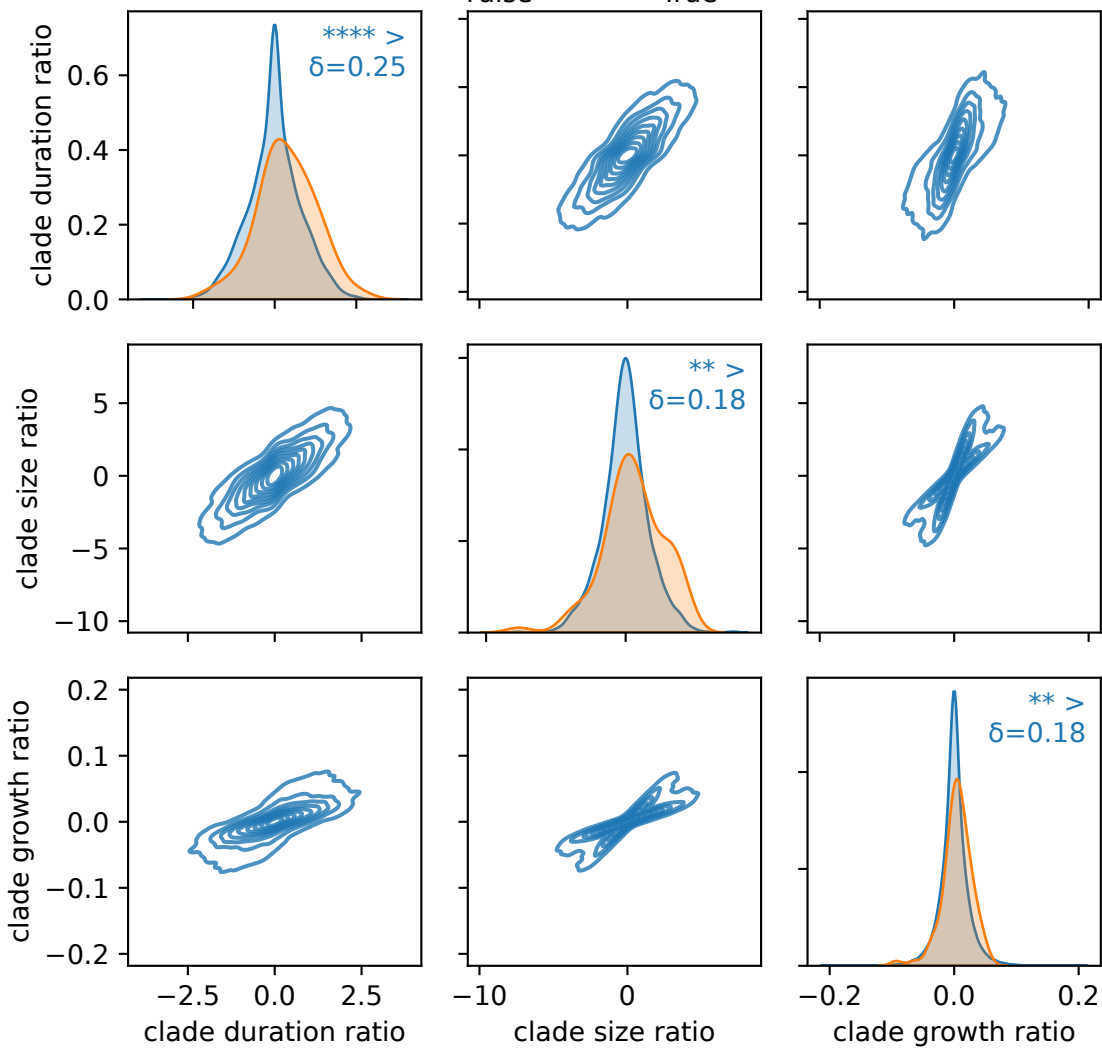 clade duration ratio
0.6
0.4
0.2
0.0
**** >
δ=0.25
clade size ratio
5
0
−5
−10
** >
δ=0.18
clade growth ratio
0.2
0.1
0.0
−0.1
−0.2
** >
δ=0.18
−2.5
0.0
2.5
−10
0
−0.2
0.0
0.2
clade duration ratio
clade size ratio
clade growth ratio